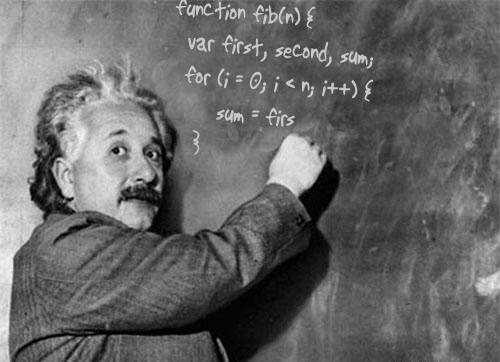 function fib(n) {
var first, second, sum;
for (i = 0; i < n; i++) {
sum = firs
}